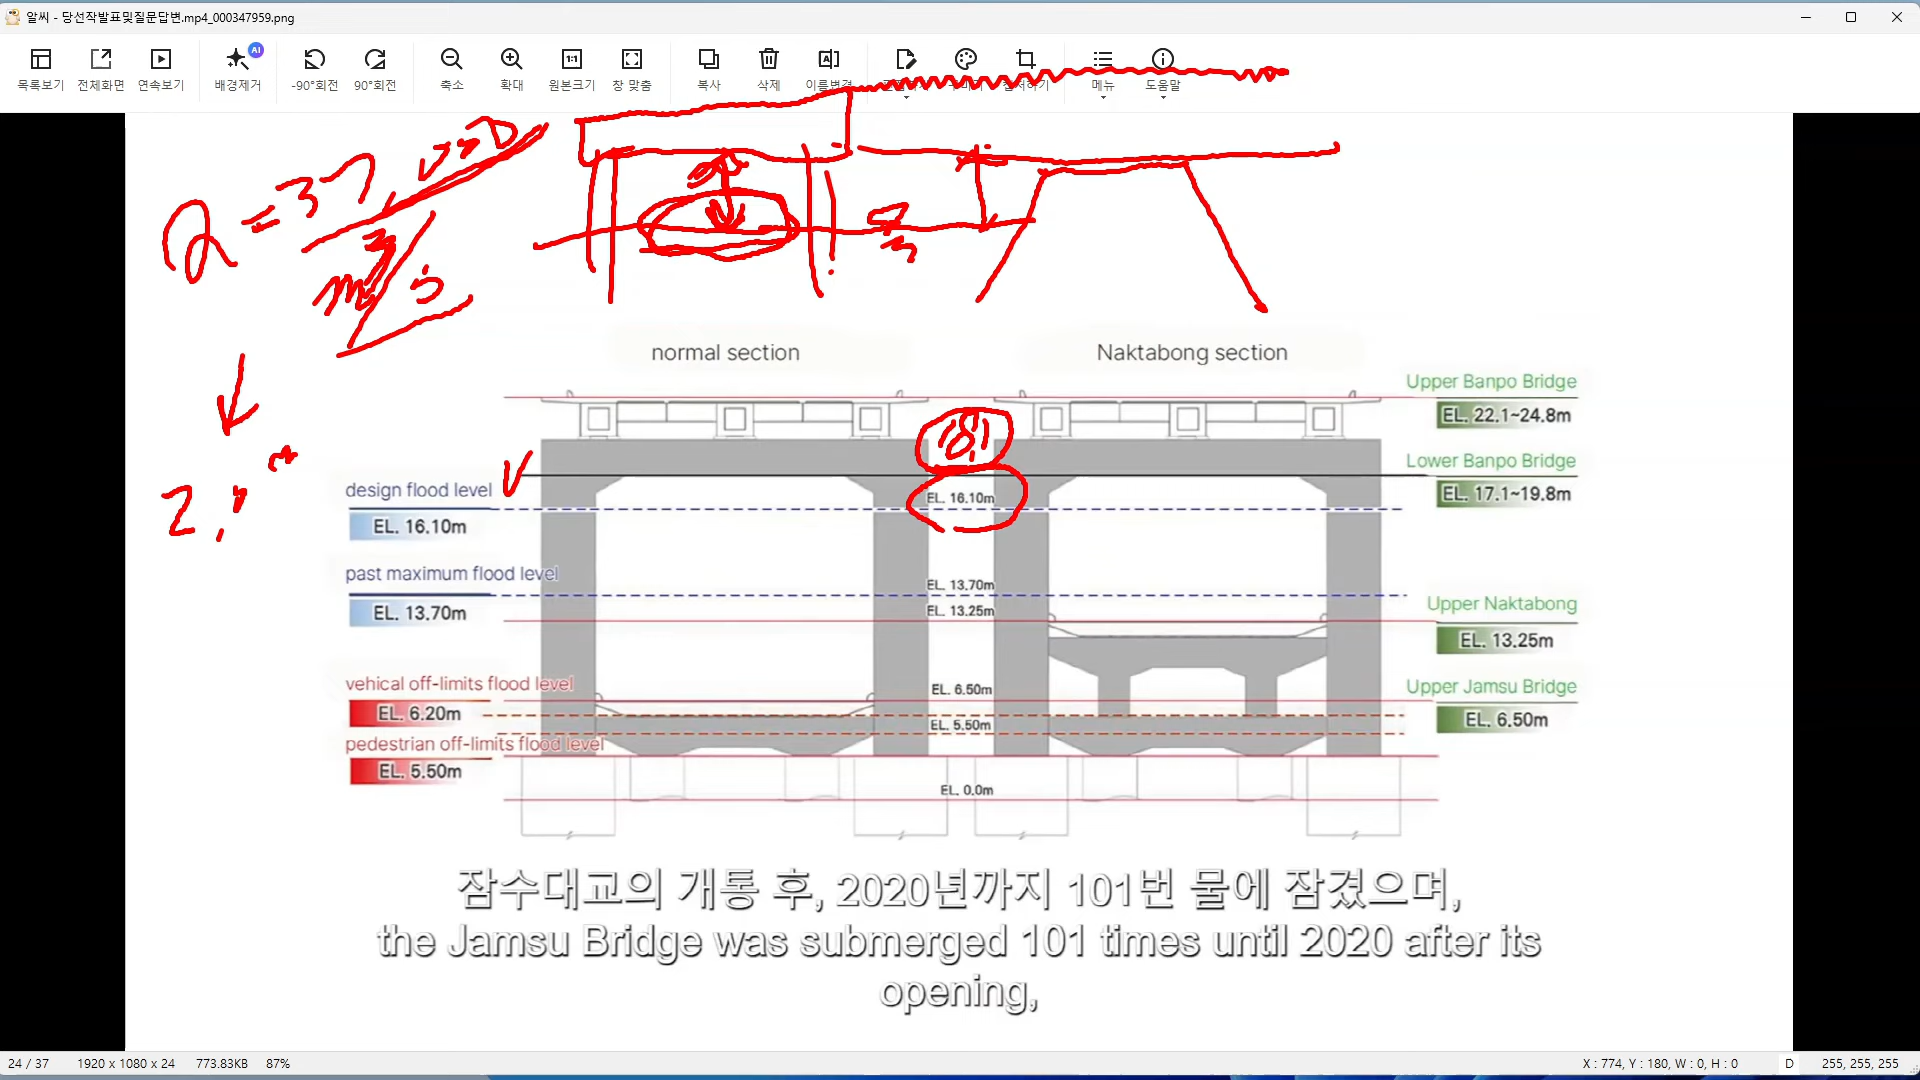 알씨 - 당선작발표및질문답변.mp4_000347959.png
목록보기 전체화면 연속보기 배경제거 AI -90°회전 90°회전 축소 확대 원본크기 창 맞춤 복사 삭제 이름변경 메뉴 도움말
Q = 37
m³/s
normal section Naktabong section
Upper Banpo Bridge
EL. 22.1~24.8m
Lower Banpo Bridge
design flood level EL. 16.10m EL. 17.1~19.8m
EL. 16.10m
past maximum flood level EL. 13.70m
EL. 13.70m EL. 13.25m Upper Naktabong
EL. 13.25m
vehical off-limits flood level EL. 6.50m Upper Jamsu Bridge
EL. 6.20m EL. 5.50m EL. 6.50m
pedestrian off-limits flood level
EL. 5.50m
EL. 0.0m
잠수대교의 개통 후, 2020년까지 101번 물에 잠겼으며,
the Jamsu Bridge was submerged 101 times until 2020 after its
opening,
24 / 37 1920 x 1080 x 24 773.83KB 87% X : 774, Y : 180, W : 0, H : 0 D 255, 255, 255